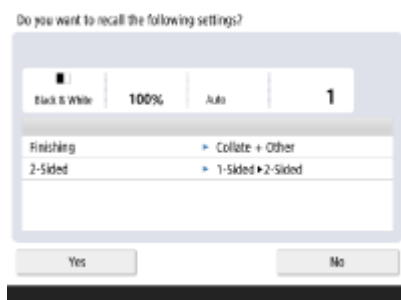 Do you want to recall the following settings?
Black & White 100% Auto 1
Finishing ► Collate + Other
2-Sided ► 1-Sided►2-Sided
Yes No